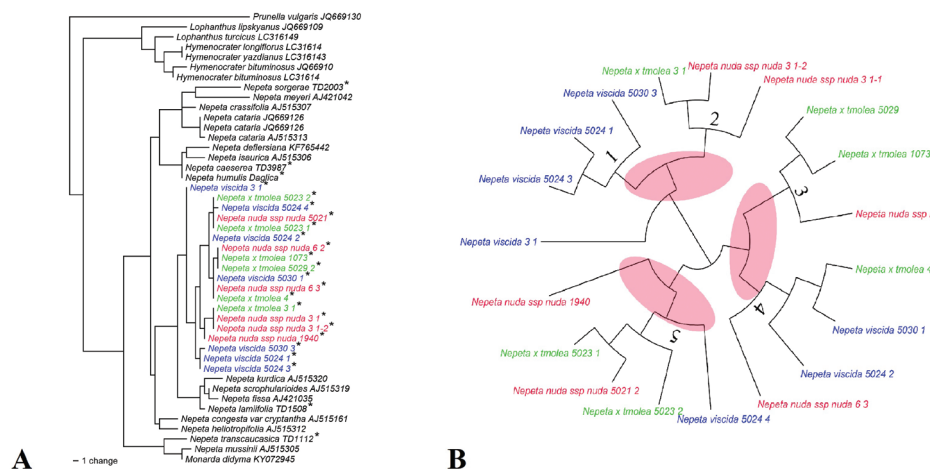 Prunella vulgaris JQ669130
Lophanthus lipskyanus JQ669109
Lophanthus turcicus LC316149
Hymenocrater longiflorus LC31614
Hymenocrater yazdianus LC316143
Hymenocrater bituminosus JQ66910
Hymenocrater bituminosus LC31614
Nepeta sorgerae TD2003*
Nepeta meyeri AJ421042
Nepeta crassifolia AJ515307
Nepeta cataria JQ669126
Nepeta cataria JQ669126
Nepeta cataria AJ515313
Nepeta deflersiana KF765442
Nepeta isaurica AJ515306
Nepeta caeserea TD3987*
Nepeta humulis Daglica*
Nepeta viscida 3 1*
Nepeta x tmolea 5023 2*
Nepeta viscida 5024 4*
Nepeta nuda ssp nuda 5021*
Nepeta x tmolea 5023 1*
Nepeta viscida 5024 2*
Nepeta nuda ssp nuda 6 2*
Nepeta x tmolea 1073*
Nepeta x tmolea 5029 2*
Nepeta viscida 5030 1*
Nepeta nuda ssp nuda 6 3*
Nepeta x tmolea 4*
Nepeta x tmolea 3 1*
Nepeta nuda ssp nuda 3 1*
Nepeta nuda ssp nuda 3 1-2*
Nepeta nuda ssp nuda 1940*
Nepeta viscida 5030 3*
Nepeta viscida 5024 1*
Nepeta viscida 5024 3*
Nepeta kurdica AJ515320
Nepeta scrophularioides AJ515319
Nepeta fissa AJ421035
Nepeta lamiifolia TD1508*
Nepeta congesta var cryptantha AJ515161
Nepeta heliotropifolia AJ515312
Nepeta transcaucasica TD1112*
Nepeta mussinii AJ515305
Monarda didyma KY072945
1 change
A
Nepeta x tmolea 3 1
Nepeta nuda ssp nuda 3 1-2
Nepeta nuda ssp nuda 3 1-1
Nepeta viscida 5030 3
Nepeta x tmolea 5029
2
Nepeta viscida 5024 1
1
Nepeta x tmolea 1073
Nepeta viscida 5024 3
3
Nepeta nuda ssp
Nepeta viscida 3 1
Nepeta x tmolea 4
Nepeta nuda ssp nuda 1940
4
Nepeta viscida 5030 1
5
Nepeta x tmolea 5023 1
Nepeta viscida 5024 2
Nepeta nuda ssp nuda 5021 2
Nepeta nuda ssp nuda 6 3
Nepeta x tmolea 5023 2
Nepeta viscida 5024 4
B